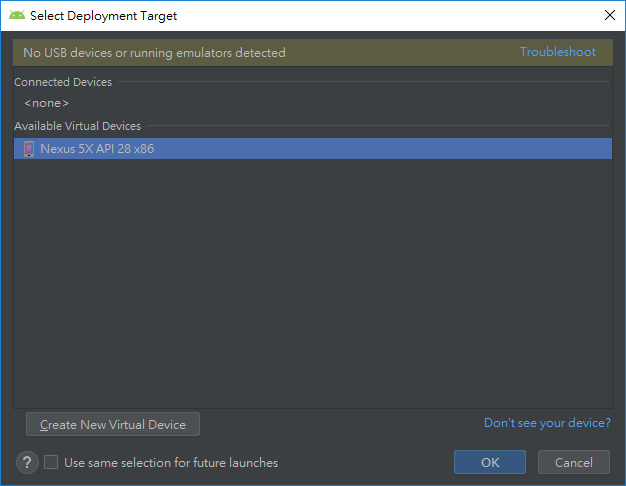 Select Deployment Target
No USB devices or running emulators detected Troubleshoot
Connected Devices
<none>
Available Virtual Devices
Nexus 5X API 28 x86
Create New Virtual Device Don't see your device?
? Use same selection for future launches OK Cancel